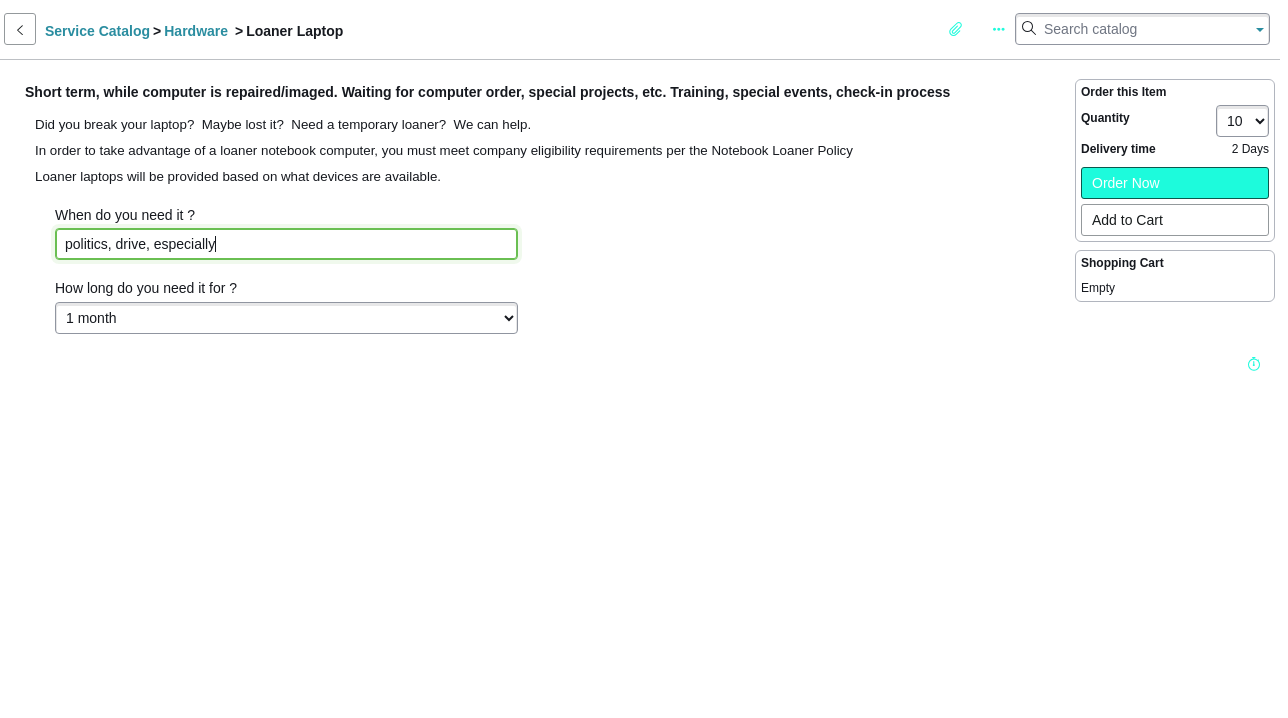 Service Catalog > Hardware > Loaner Laptop
Search catalog
Short term, while computer is repaired/imaged. Waiting for computer order, special projects, etc. Training, special events, check-in process
Did you break your laptop?  Maybe lost it?  Need a temporary loaner?  We can help.
In order to take advantage of a loaner notebook computer, you must meet company eligibility requirements per the Notebook Loaner Policy
Loaner laptops will be provided based on what devices are available.
When do you need it ?
politics, drive, especially
How long do you need it for ?
1 month
Order this Item
Quantity 10
Delivery time 2 Days
Order Now
Add to Cart
Shopping Cart
Empty